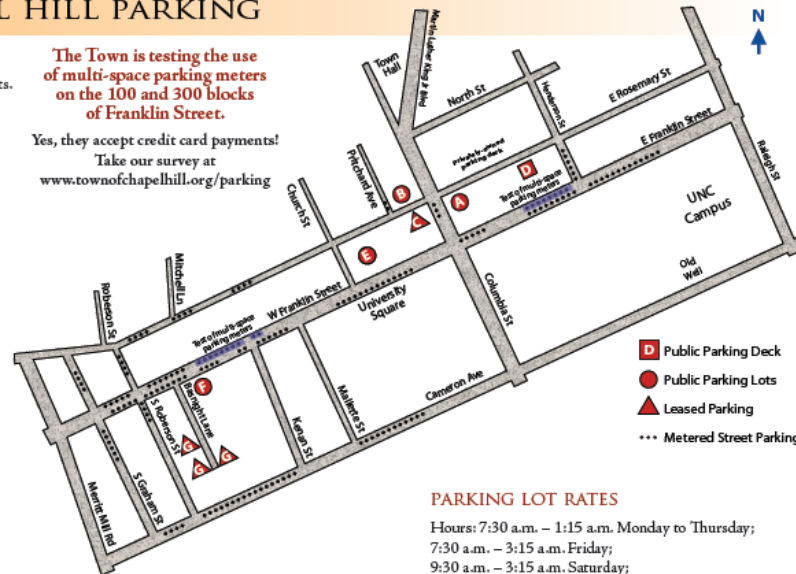 L HILL PARKING
ts.
The Town is testing the use
of multi-space parking meters
on the 100 and 300 blocks
of Franklin Street.
Yes, they accept credit card payments!
Take our survey at
www.townofchapelhill.org/parking
N
Martin Luther King Jr Blvd
Town
Hall
North St
Henderson St
E Rosemary St
E Franklin Street
Raleigh St
Privately-owned
parking deck
Pritchard Ave
Church St
Mitchell Ln
Roberson St
B
A
C
D
E
Test of multi-space
parking meters
UNC
Campus
Old
Well
W Franklin Street
University
Square
Columbia St
Test of multi-space
parking meters
F
Basnight Lane
S Roberson St
G
G
G
Kenan St
Mallette St
Cameron Ave
S Graham St
Merritt Mill Rd
D Public Parking Deck
Public Parking Lots
Leased Parking
Metered Street Parking
PARKING LOT RATES
Hours: 7:30 a.m. – 1:15 a.m. Monday to Thursday;
7:30 a.m. – 3:15 a.m. Friday;
9:30 a.m. – 3:15 a.m. Saturday;